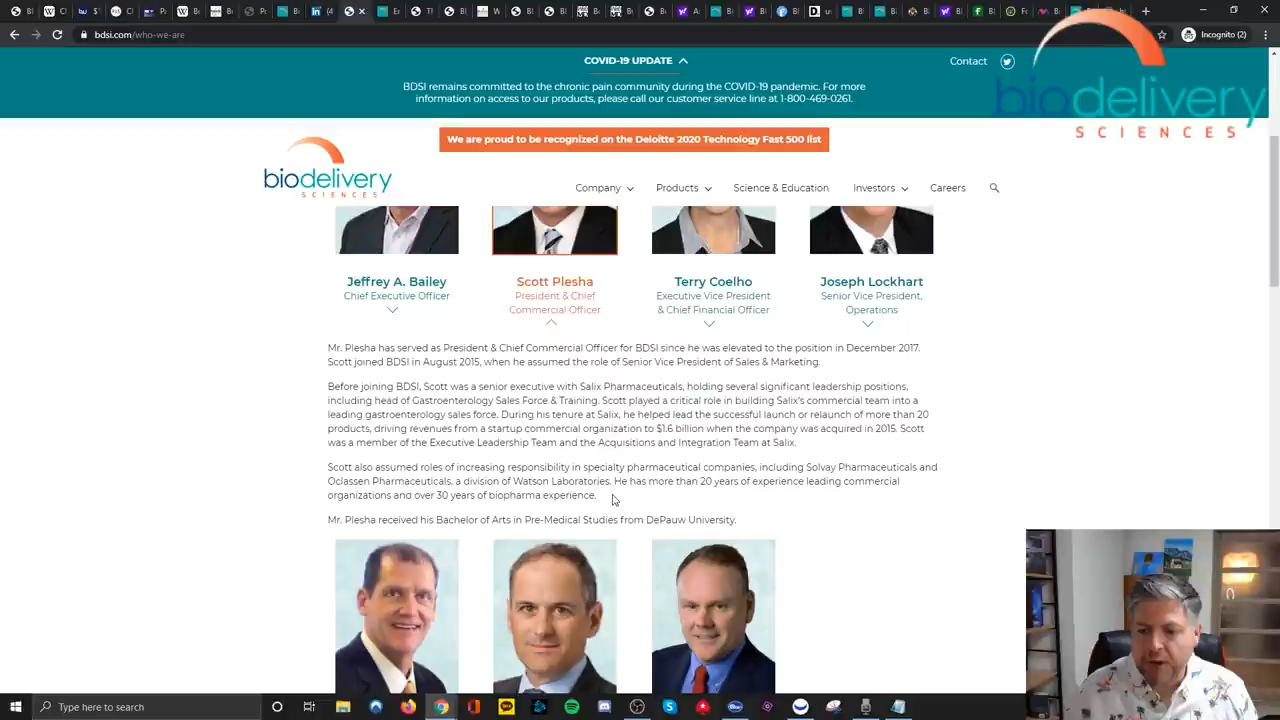 bdsi.com/who-we-are
Incognito (2)
COVID-19 UPDATE
Contact
BDSI remains committed to the chronic pain community during the COVID-19 pandemic. For more
information on access to our products, please call our customer service line at 1-800-469-0261.
biodelivery
SCIENCES
We are proud to be recognized on the Deloitte 2020 Technology Fast 500 list
biodelivery
SCIENCES
Company
Products
Science & Education
Investors
Careers
Jeffrey A. Bailey
Chief Executive Officer
Scott Plesha
President & Chief
Commercial Officer
Terry Coelho
Executive Vice President
& Chief Financial Officer
Joseph Lockhart
Senior Vice President,
Operations
Mr. Plesha has served as President & Chief Commercial Officer for BDSI since he was elevated to the position in December 2017.
Scott joined BDSI in August 2015, when he assumed the role of Senior Vice President of Sales & Marketing.
Before joining BDSI, Scott was a senior executive with Salix Pharmaceuticals, holding several significant leadership positions,
including head of Gastroenterology Sales Force & Training. Scott played a critical role in building Salix's commercial team into a
leading gastroenterology sales force. During his tenure at Salix, he helped lead the successful launch or relaunch of more than 20
products, driving revenues from a startup commercial organization to $1.6 billion when the company was acquired in 2015. Scott
was a member of the Executive Leadership Team and the Acquisitions and Integration Team at Salix.
Scott also assumed roles of increasing responsibility in specialty pharmaceutical companies, including Solvay Pharmaceuticals and
Oclassen Pharmaceuticals, a division of Watson Laboratories. He has more than 20 years of experience leading commercial
organizations and over 30 years of biopharma experience.
Mr. Plesha received his Bachelor of Arts in Pre-Medical Studies from DePauw University.
Type here to search